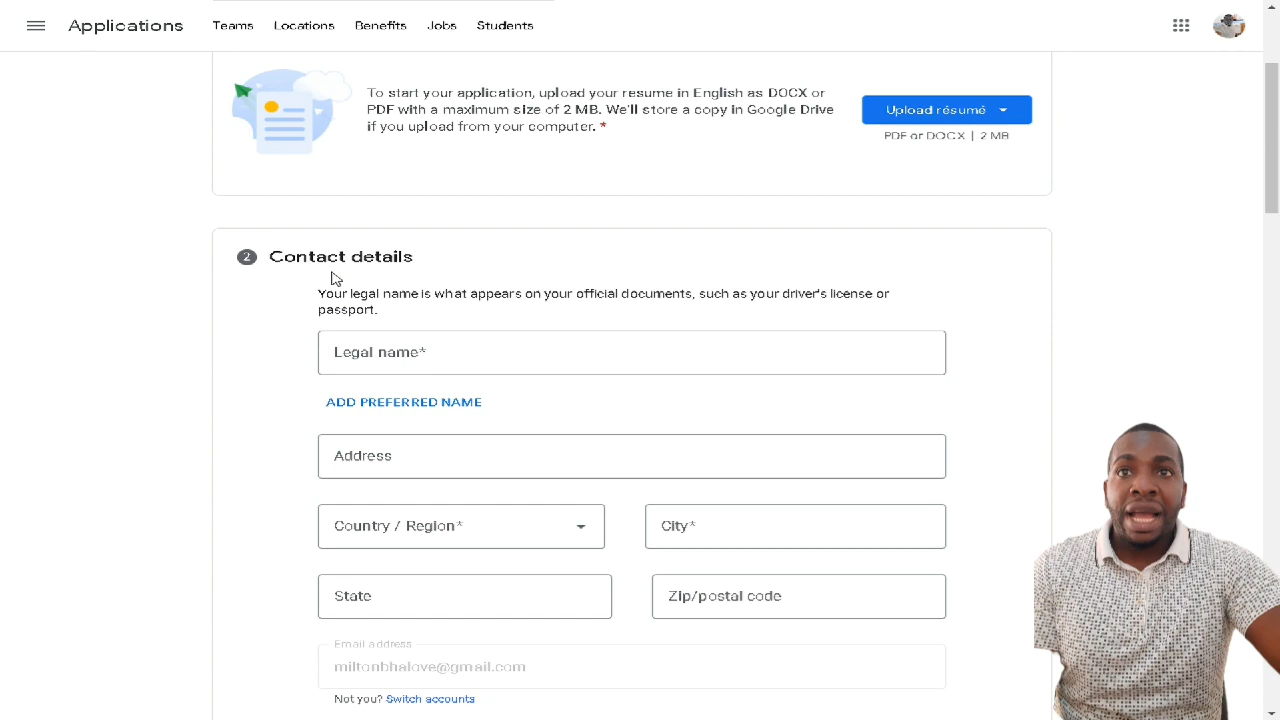 Applications Teams Locations Benefits Jobs Students
To start your application, upload your resume in English as DOCX or
PDF with a maximum size of 2 MB. We'll store a copy in Google Drive
if you upload from your computer. *
Upload résumé
PDF or DOCX | 2 MB
2 Contact details
Your legal name is what appears on your official documents, such as your driver's license or
passport.
Legal name*
ADD PREFERRED NAME
Address
Country / Region* City*
State Zip/postal code
Email address
miltonbhalove@gmail.com
Not you? Switch accounts